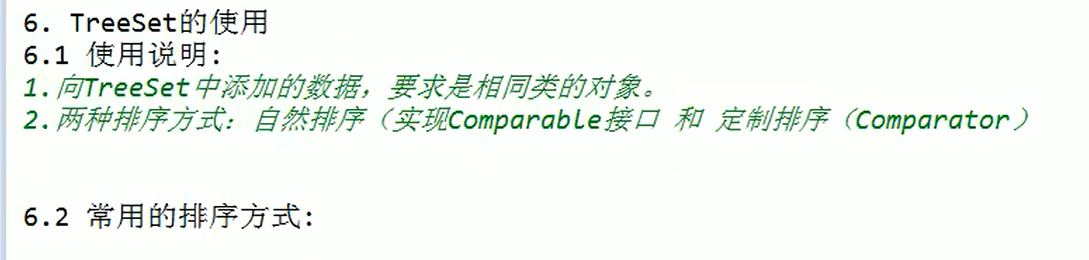 6. TreeSet的使用
6.1 使用说明:
1.向TreeSet中添加的数据，要求是相同类的对象。
2.两种排序方式：自然排序（实现Comparable接口 和 定制排序（Comparator）
6.2 常用的排序方式: